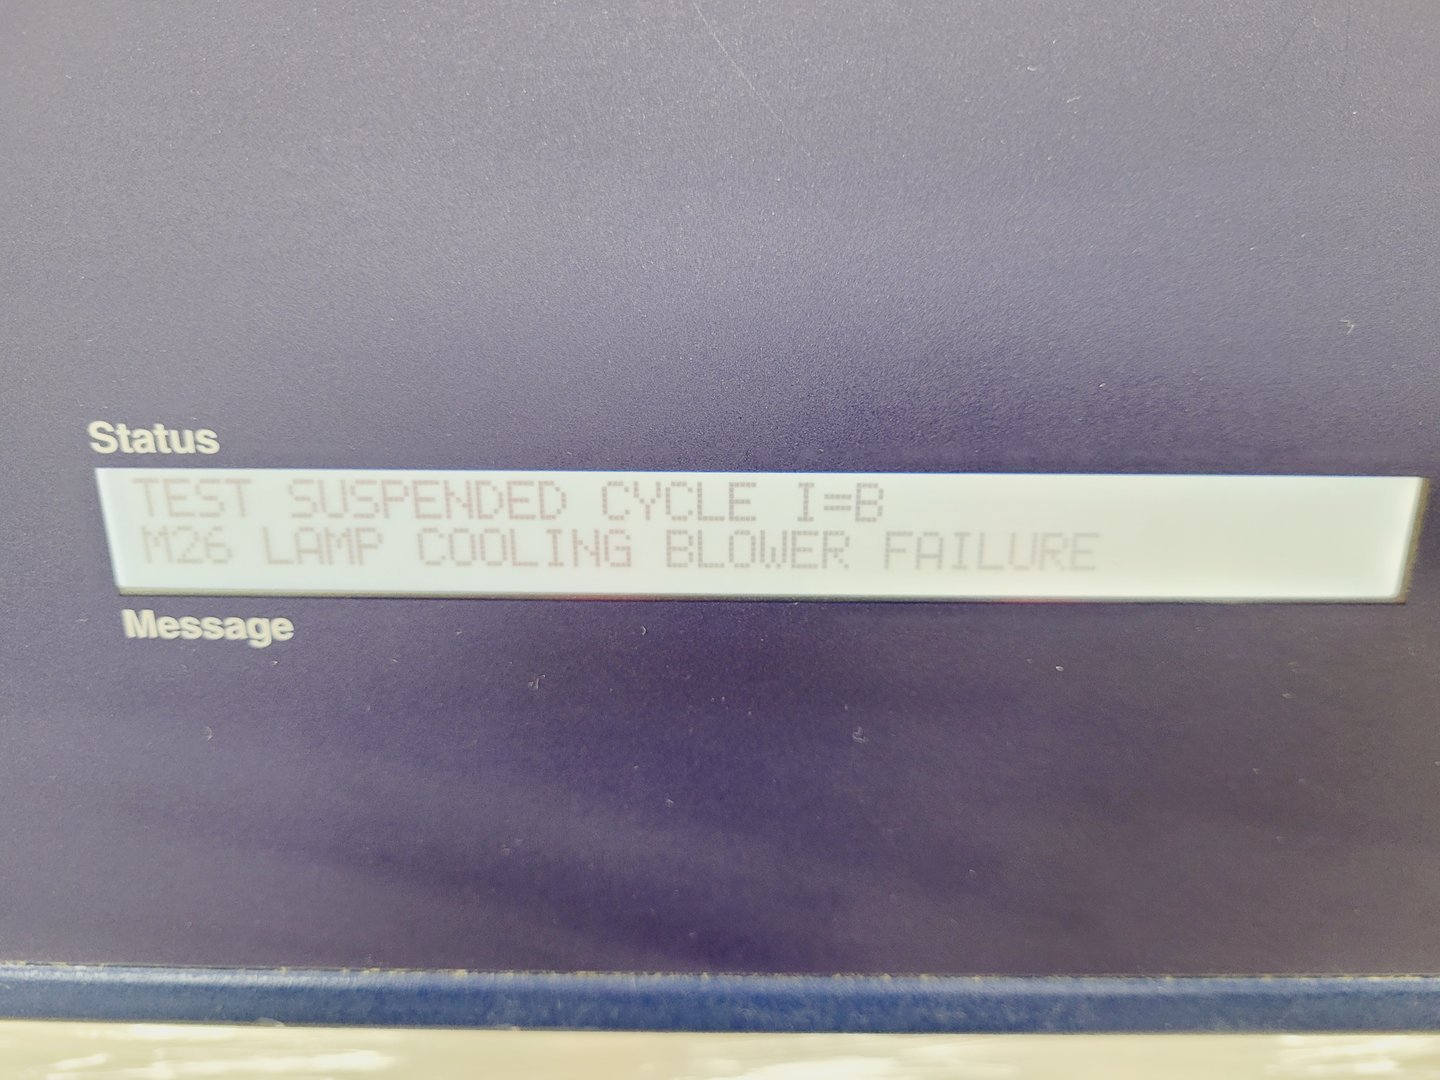 Status
TEST SUSPENDED CYCLE I=B
M26 LAMP COOLING BLOWER FAILURE
Message